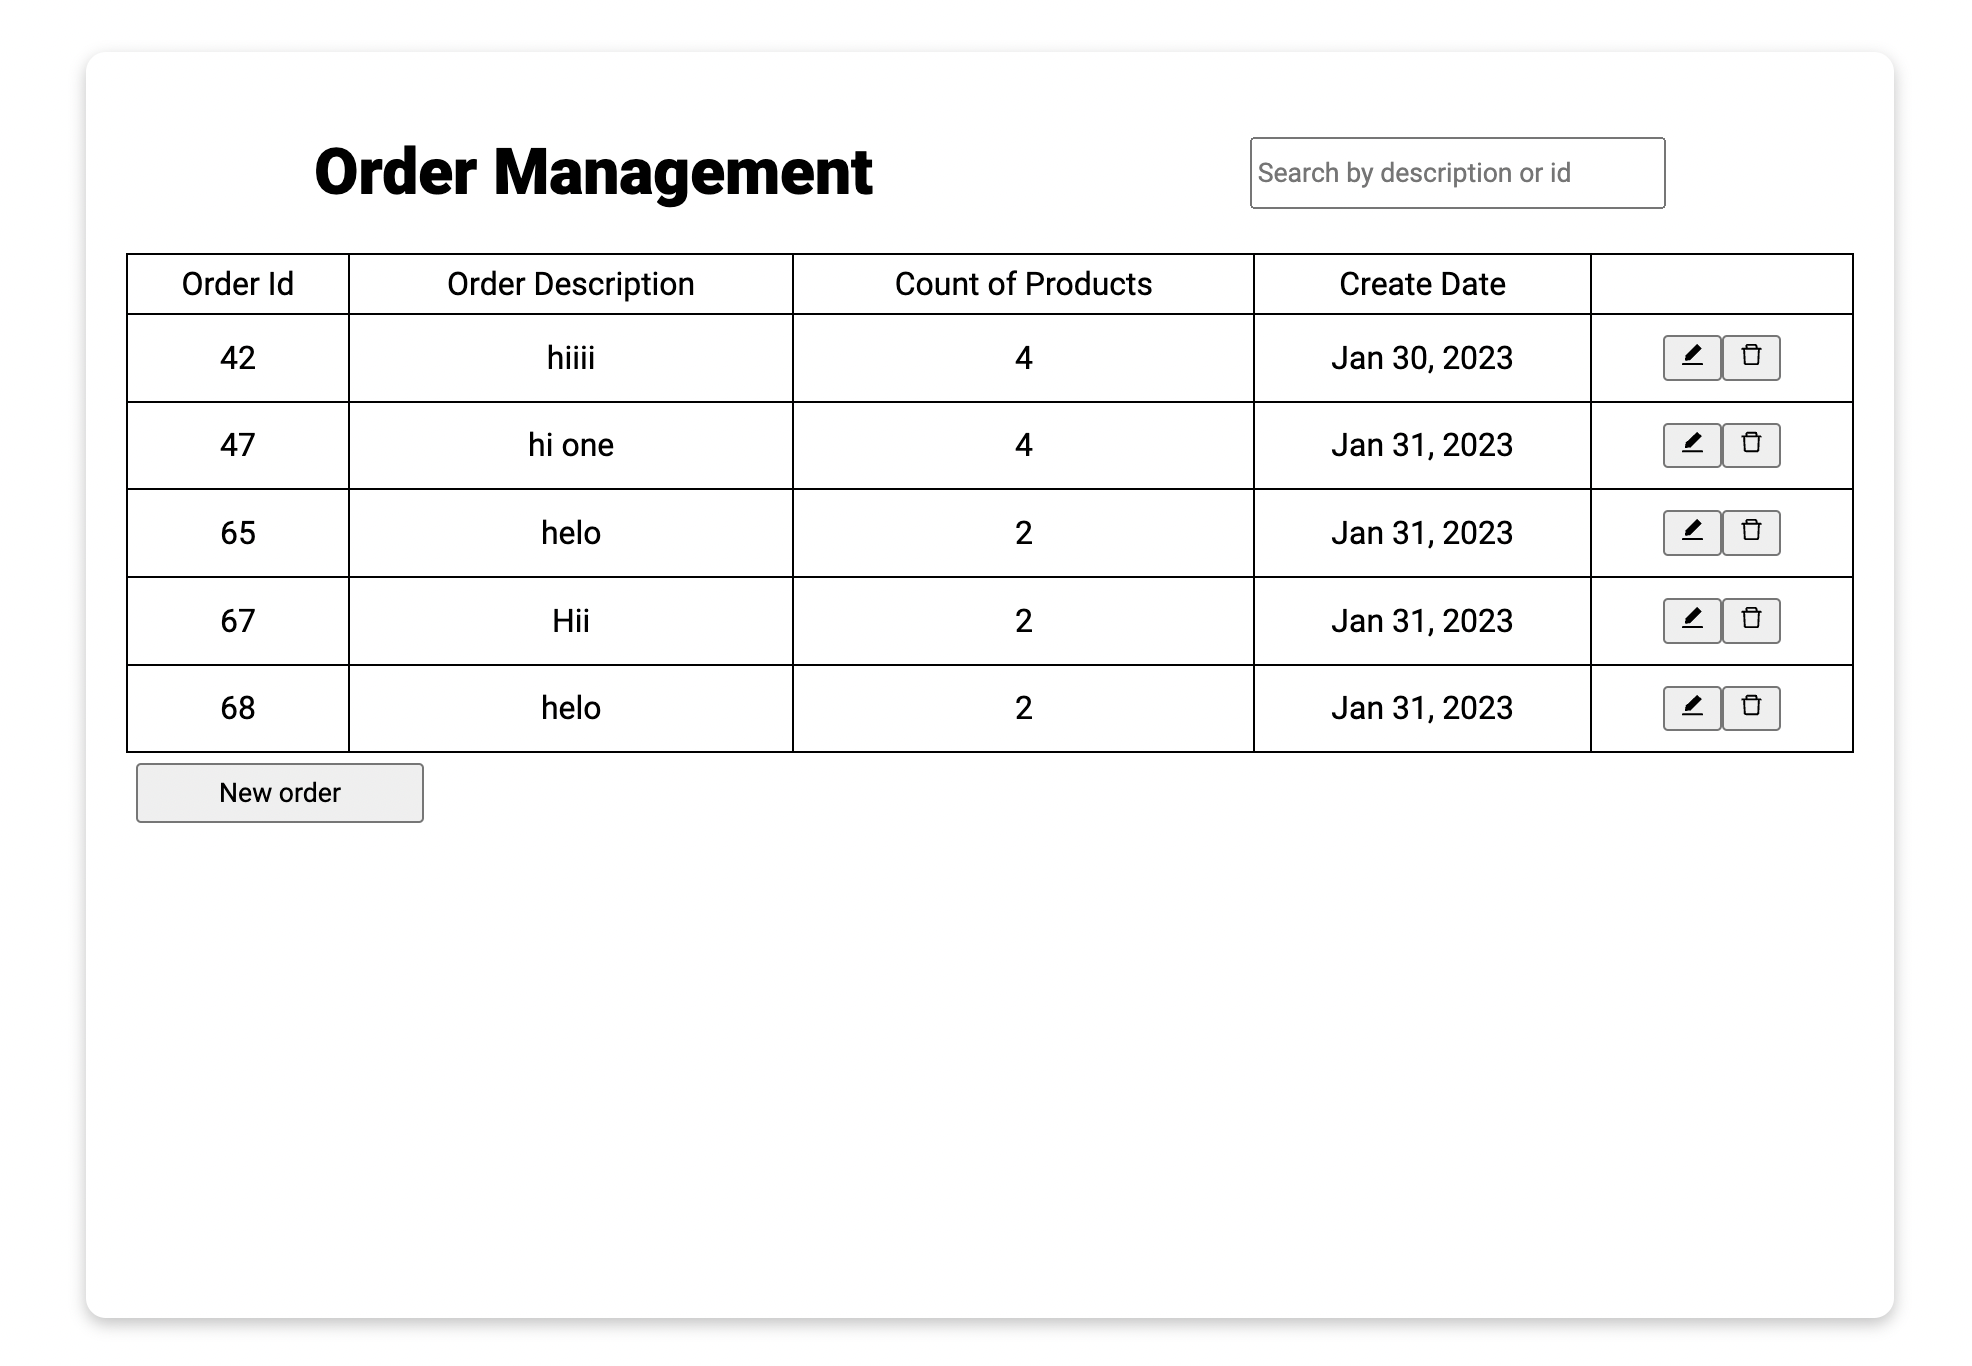 Order Management
Search by description or id
Order Id Order Description Count of Products Create Date
42 hiiii 4 Jan 30, 2023
47 hi one 4 Jan 31, 2023
65 helo 2 Jan 31, 2023
67 Hii 2 Jan 31, 2023
68 helo 2 Jan 31, 2023
New order